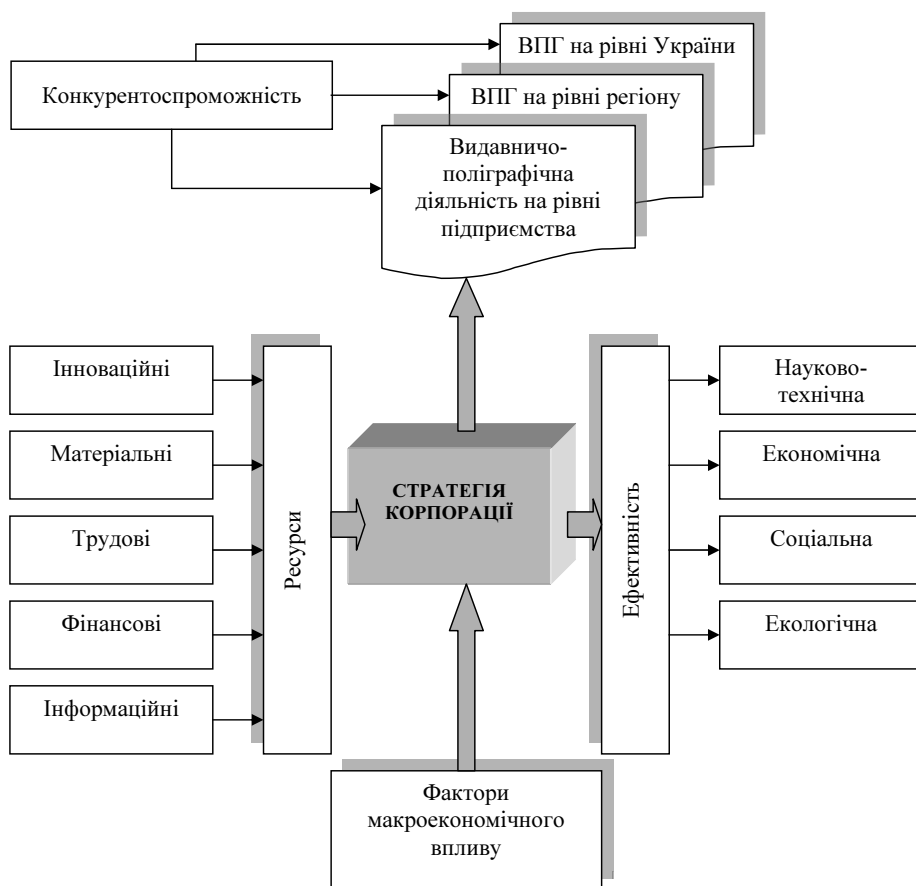 ВПГ на рівні України
Конкурентоспроможність
ВПГ на рівні регіону
Видавничо-
поліграфічна
діяльність на рівні
підприємства
Інноваційні
Матеріальні
Трудові
Фінансові
Інформаційні
Ресурси
СТРАТЕГІЯ
КОРПОРАЦІЇ
Ефективність
Науково-
технічна
Економічна
Соціальна
Екологічна
Фактори
макроекономічного
впливу